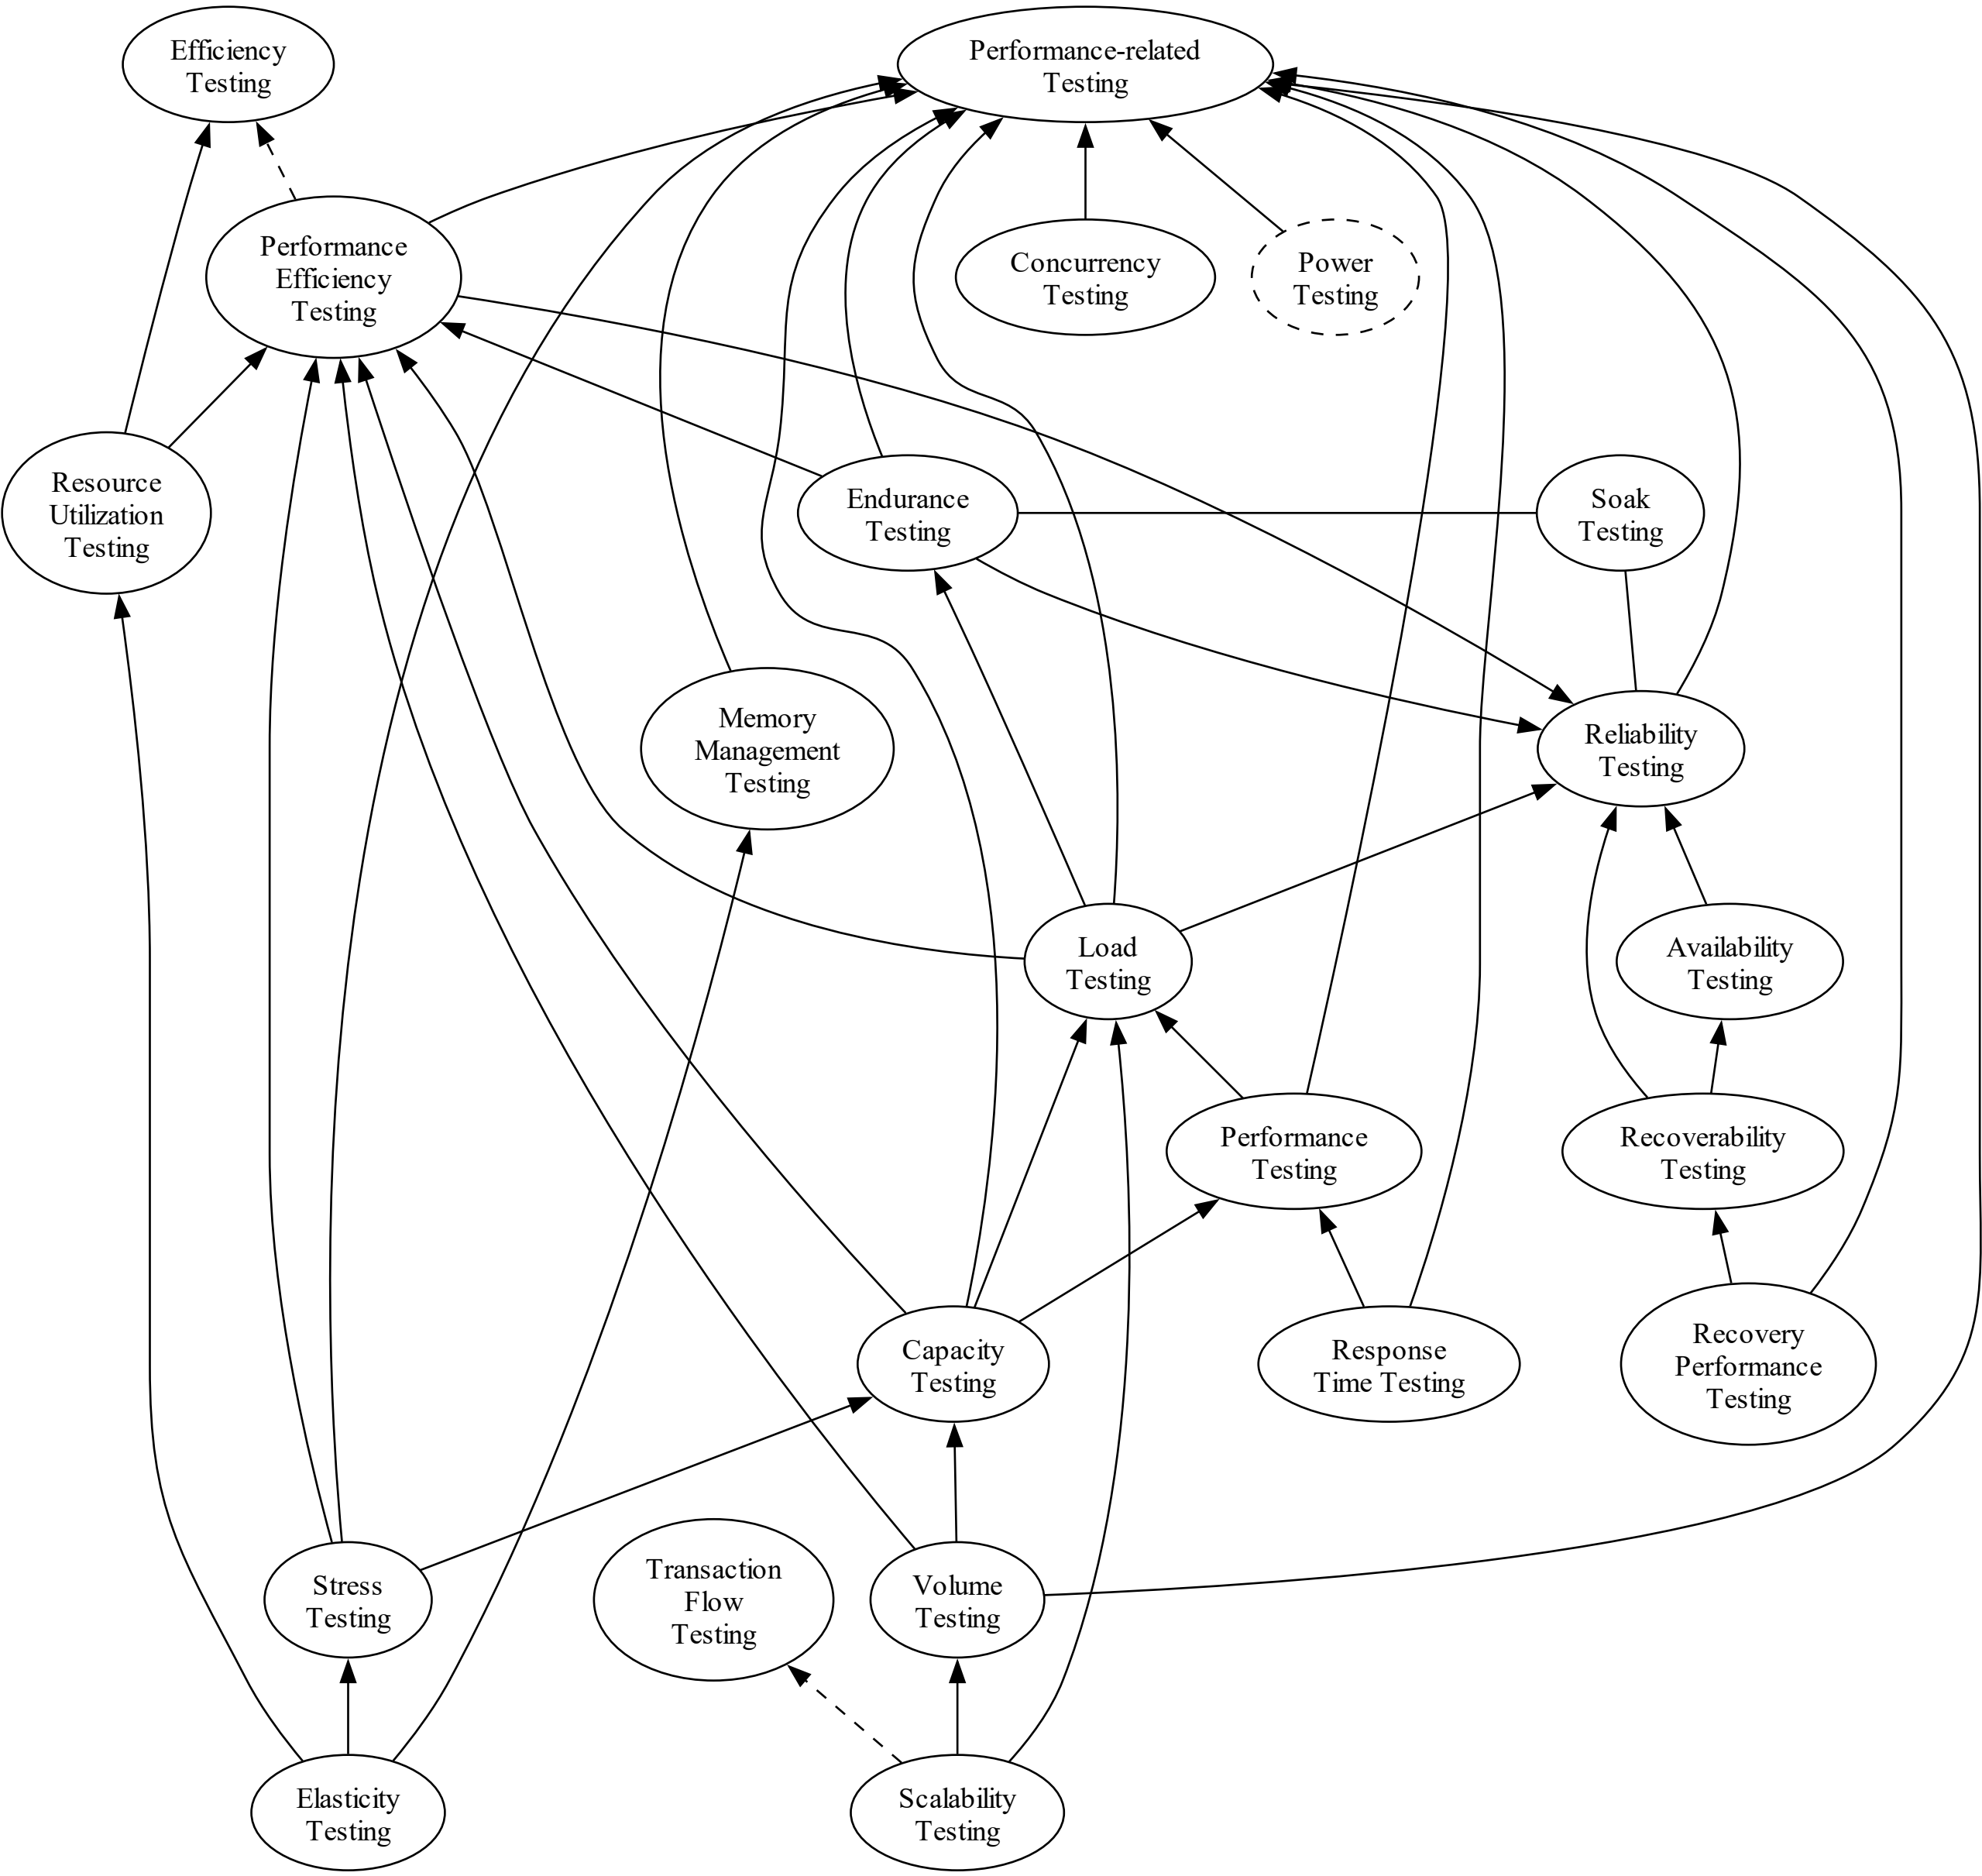 Efficiency
Testing
Performance-related
Testing
Performance
Efficiency
Testing
Concurrency
Testing
Power
Testing
Resource
Utilization
Testing
Endurance
Testing
Soak
Testing
Memory
Management
Testing
Reliability
Testing
Load
Testing
Availability
Testing
Performance
Testing
Recoverability
Testing
Capacity
Testing
Response
Time Testing
Recovery
Performance
Testing
Stress
Testing
Transaction
Flow
Testing
Volume
Testing
Elasticity
Testing
Scalability
Testing